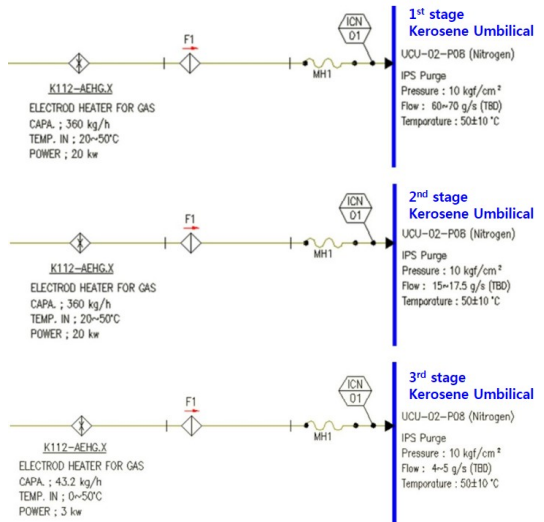 1st stage
Kerosene Umbilical
ICN
01
F1
UCU-02-P08 (Nitrogen)
IPS Purge
MH1
K112-AEHG.X
Pressure : 10 kgf/cm²
ELECTROD HEATER FOR GAS
Flow : 60~70 g/s (TBD)
CAPA. ; 360 kg/h
Temporature : 50±10 °C
TEMP. IN ; 20~50°C
POWER ; 20 kw
2nd stage
Kerosene Umbilical
ICN
01
F1
UCU-02-P08 (Nitrogen)
IPS Purge
MH1
K112-AEHG.X
Pressure : 10 kgf/cm²
ELECTROD HEATER FOR GAS
Flow : 15~17.5 g/s (TBD)
CAPA. ; 360 kg/h
Temporature : 50±10 °C
TEMP. IN ; 20~50°C
POWER ; 20 kw
3rd stage
Kerosene Umbilical
ICN
01
F1
UCU-02-P08 (Nitrogen)
MH1
IPS Purge
K112-AEHG.X
Pressure : 10 kgf/cm²
ELECTROD HEATER FOR GAS
Flow : 4~5 g/s (TBD)
CAPA. ; 43.2 kg/h
Temporature : 50±10 °C
TEMP. IN ; 0~50°C
POWER ; 3 kw